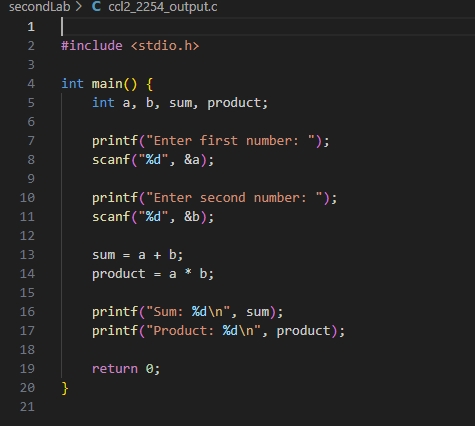 secondLab > C ccl2_2254_output.c
1
2 #include <stdio.h>
3
4 int main() {
5     int a, b, sum, product;
6
7     printf("Enter first number: ");
8     scanf("%d", &a);
9
10     printf("Enter second number: ");
11     scanf("%d", &b);
12
13     sum = a + b;
14     product = a * b;
15
16     printf("Sum: %d\n", sum);
17     printf("Product: %d\n", product);
18
19     return 0;
20 }
21